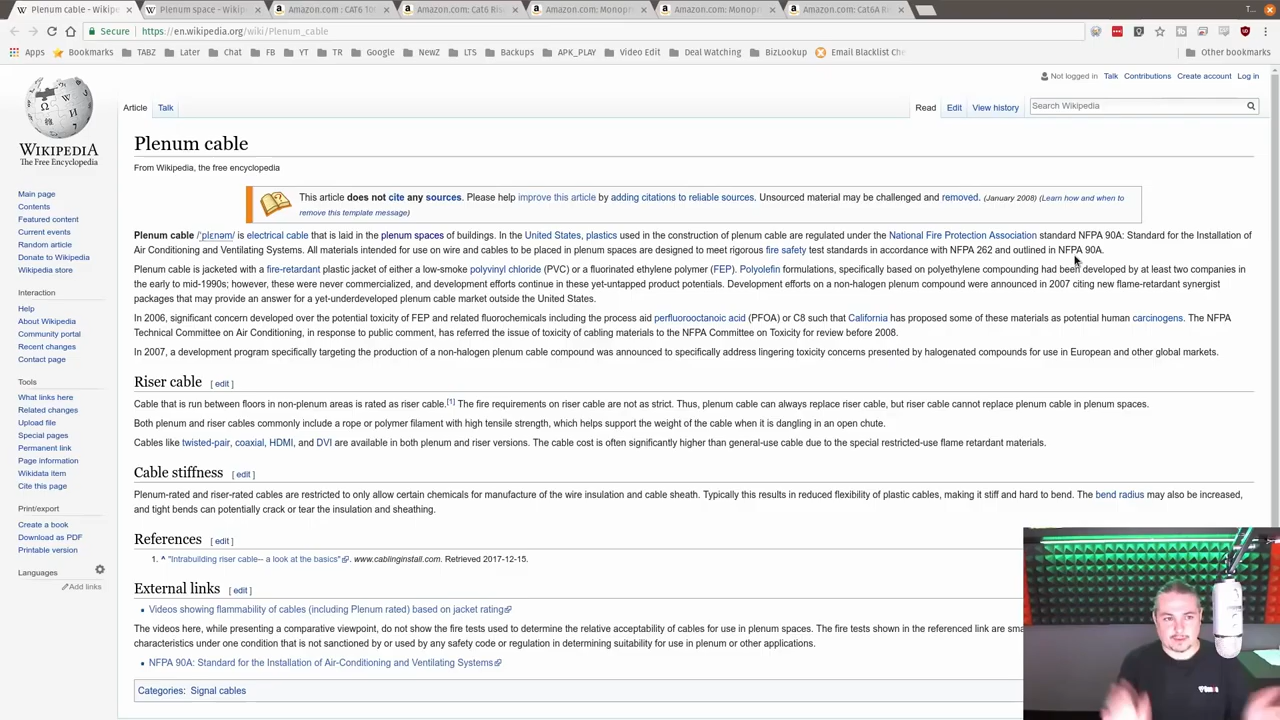 Plenum cable - Wikip
Plenum space - Wikip
Amazon.com : CAT6
Amazon.com: Cat6 Ris
Amazon.com: Monop
Amazon.com: Monopr
Amazon.com: Cat6A R
T...
Secure
https://en.wikipedia.org/wiki/Plenum_cable
Apps
Bookmarks
TABZ
Later
Chat
FB
YT
TR
Google
NewZ
LTS
Backups
APK_PLAY
Video Edit
Deal Watching
BizLookup
Email Blacklist Che
Other bookmarks
Not logged in Talk Contributions Create account Log in
Article Talk
Read Edit View history
Search Wikipedia
WIKIPEDIA
The Free Encyclopedia
Main page
Contents
Featured content
Current events
Random article
Donate to Wikipedia
Wikipedia store
Interaction
Help
About Wikipedia
Community portal
Recent changes
Contact page
Tools
What links here
Related changes
Upload file
Special pages
Permanent link
Page information
Wikidata item
Cite this page
Print/export
Create a book
Download as PDF
Printable version
Languages
Add links
Plenum cable
From Wikipedia, the free encyclopedia
This article does not cite any sources. Please help improve this article by adding citations to reliable sources. Unsourced material may be challenged and removed. (January 2008) (Learn how and when to
remove this template message)
Plenum cable /ˈplɛnəm/ is electrical cable that is laid in the plenum spaces of buildings. In the United States, plastics used in the construction of plenum cable are regulated under the National Fire Protection Association standard NFPA 90A: Standard for the Installation of
Air Conditioning and Ventilating Systems. All materials intended for use on wire and cables to be placed in plenum spaces are designed to meet rigorous fire safety test standards in accordance with NFPA 262 and outlined in NFPA 90A.
Plenum cable is jacketed with a fire-retardant plastic jacket of either a low-smoke polyvinyl chloride (PVC) or a fluorinated ethylene polymer (FEP). Polyolefin formulations, specifically based on polyethylene compounding had been developed by at least two companies in
the early to mid-1990s; however, these were never commercialized, and development efforts continue in these yet-untapped product potentials. Development efforts on a non-halogen plenum compound were announced in 2007 citing new flame-retardant synergist
packages that may provide an answer for a yet-underdeveloped plenum cable market outside the United States.
In 2006, significant concern developed over the potential toxicity of FEP and related fluorochemicals including the process aid perfluorooctanoic acid (PFOA) or C8 such that California has proposed some of these materials as potential human carcinogens. The NFPA
Technical Committee on Air Conditioning, in response to public comment, has referred the issue of toxicity of cabling materials to the NFPA Committee on Toxicity for review before 2008.
In 2007, a development program specifically targeting the production of a non-halogen plenum cable compound was announced to specifically address lingering toxicity concerns presented by halogenated compounds for use in European and other global markets.
Riser cable [ edit ]
Cable that is run between floors in non-plenum areas is rated as riser cable.[1] The fire requirements on riser cable are not as strict. Thus, plenum cable can always replace riser cable, but riser cable cannot replace plenum cable in plenum spaces.
Both plenum and riser cables commonly include a rope or polymer filament with high tensile strength, which helps support the weight of the cable when it is dangling in an open chute.
Cables like twisted-pair, coaxial, HDMI, and DVI are available in both plenum and riser versions. The cable cost is often significantly higher than general-use cable due to the special restricted-use flame retardant materials.
Cable stiffness [ edit ]
Plenum-rated and riser-rated cables are restricted to only allow certain chemicals for manufacture of the wire insulation and cable sheath. Typically this results in reduced flexibility of plastic cables, making it stiff and hard to bend. The bend radius may also be increased,
and tight bends can potentially crack or tear the insulation and sheathing.
References [ edit ]
1. ^ "Intrabuilding riser cable-- a look at the basics". www.cablinginstall.com. Retrieved 2017-12-15.
External links [ edit ]
Videos showing flammability of cables (including Plenum rated) based on jacket rating
The videos here, while presenting a comparative viewpoint, do not show the fire tests used to determine the relative acceptability of cables for use in plenum spaces. The fire tests shown in the referenced link are sma
characteristics under one condition that is not sanctioned by or used by any safety code or regulation in determining suitability for use in plenum or other applications.
NFPA 90A: Standard for the Installation of Air-Conditioning and Ventilating Systems
Categories: Signal cables